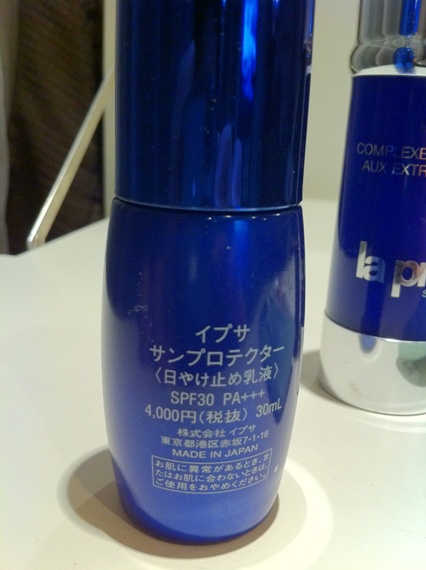 イプサ
サンプロテクター
〈日やけ止め乳液〉
SPF30 PA+++
4,000円(税抜) 30mL
株式会社 イプサ
東京都港区赤坂7-1-16
MADE IN JAPAN
お肌に異常があるとき、ま
たはお肌に合わないときは、
ご使用をおやめください。
AUX
la